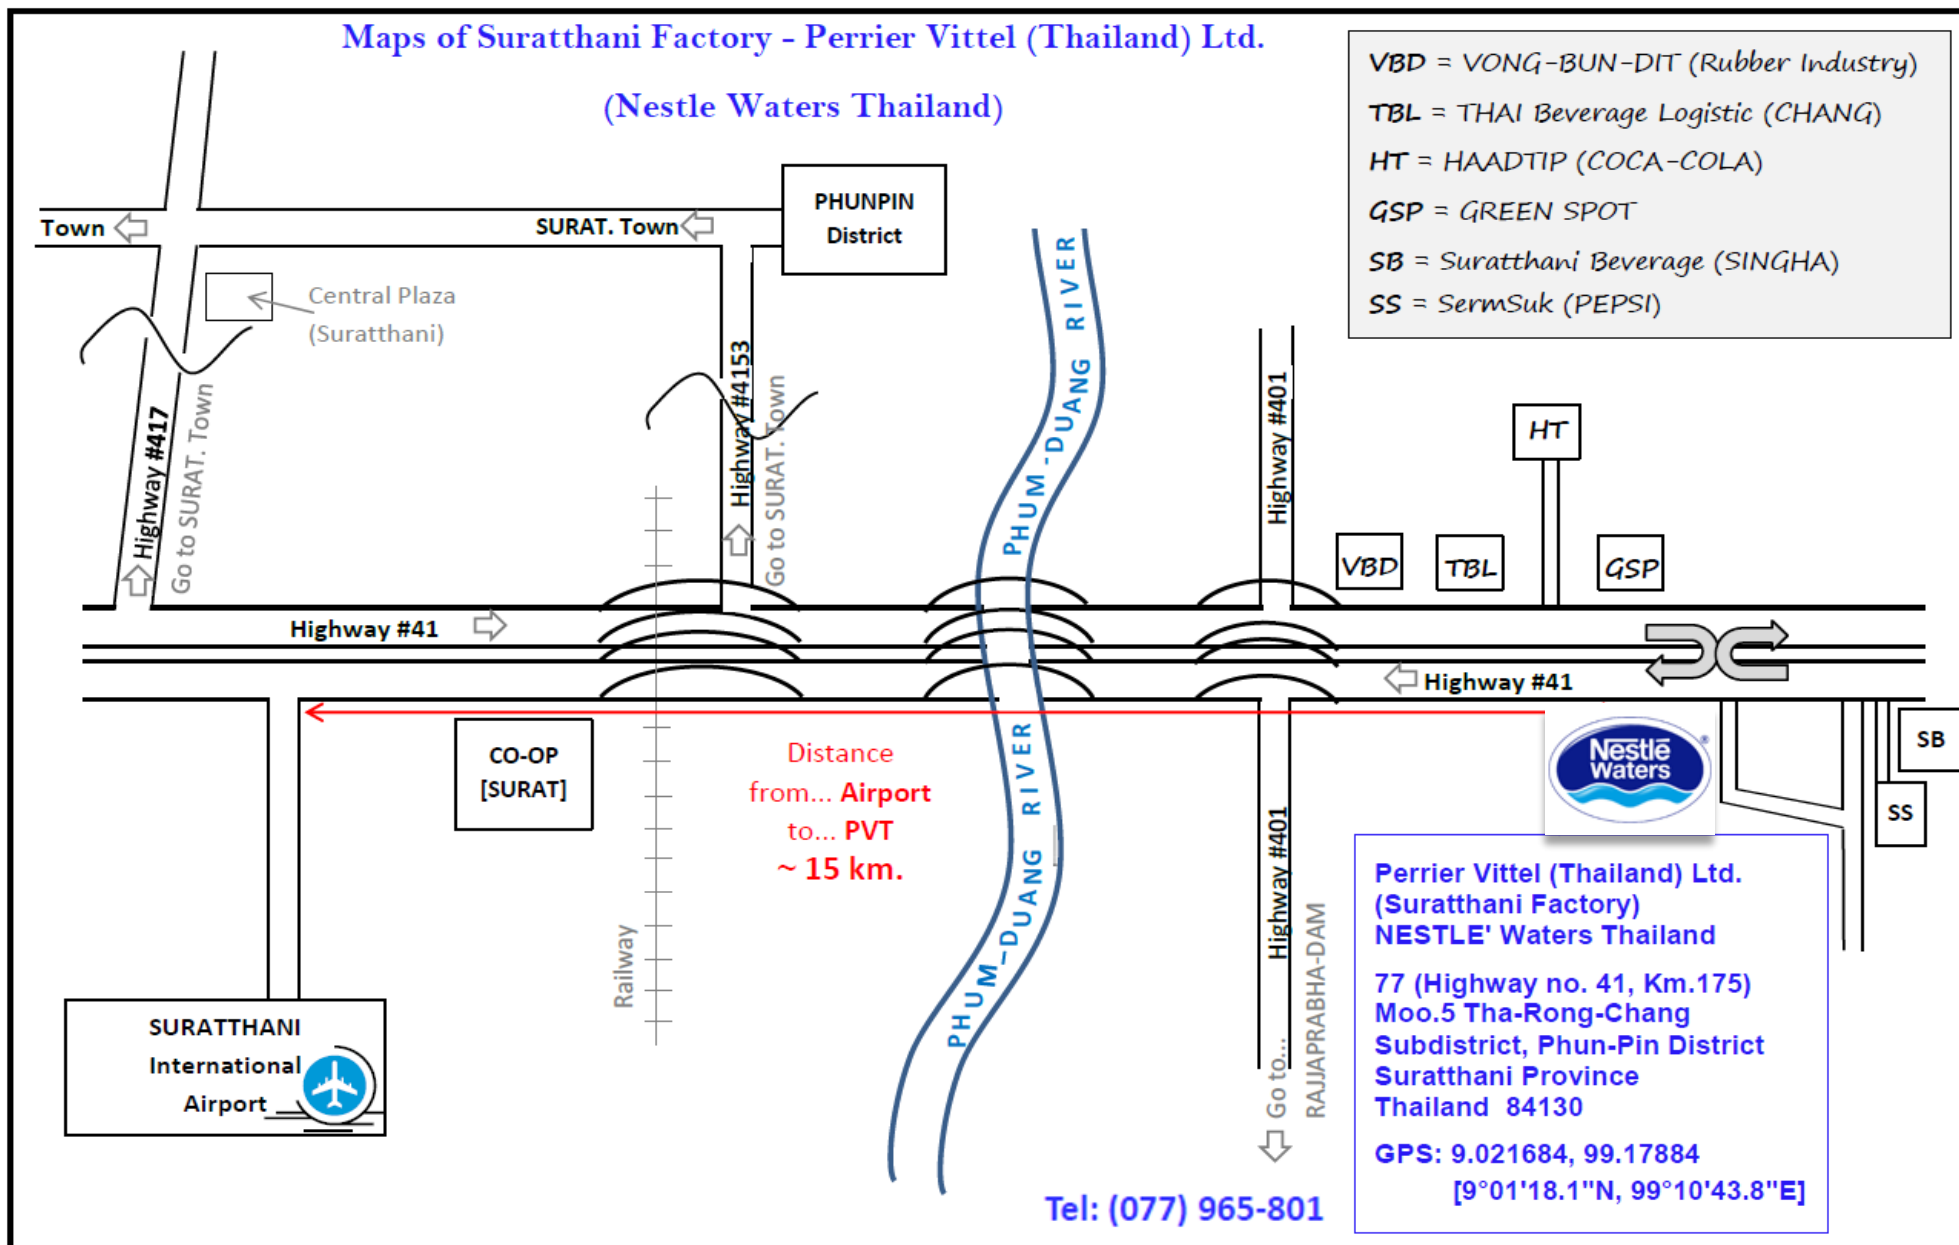 Maps of Suratthani Factory - Perrier Vittel (Thailand) Ltd.
(Nestle Waters Thailand)
VBD = VONG-BUN-DIT (Rubber Industry)
TBL = THAI Beverage Logistic (CHANG)
HT = HAADTIP (COCA-COLA)
GSP = GREEN SPOT
SB = Suratthani Beverage (SINGHA)
SS = SermSuk (PEPSI)
Town
SURAT. Town
PHUNPIN
District
Central Plaza
(Suratthani)
Highway #417
Go to SURAT. Town
Highway #4153
Go to SURAT. Town
PHUM-DUANG RIVER
Highway #401
HT
VBD
TBL
GSP
Highway #41
Highway #41
CO-OP
[SURAT]
Distance
from... Airport
to... PVT
~ 15 km.
PHUM-DUANG RIVER
Highway #401
Go to...
RAJJAPRABHA-DAM
Railway
Nestlé
Waters
®
SB
SS
SURATTHANI
International
Airport
Perrier Vittel (Thailand) Ltd.
(Suratthani Factory)
NESTLE' Waters Thailand
77 (Highway no. 41, Km.175)
Moo.5 Tha-Rong-Chang
Subdistrict, Phun-Pin District
Suratthani Province
Thailand 84130
GPS: 9.021684, 99.17884
[9°01'18.1"N, 99°10'43.8"E]
Tel: (077) 965-801